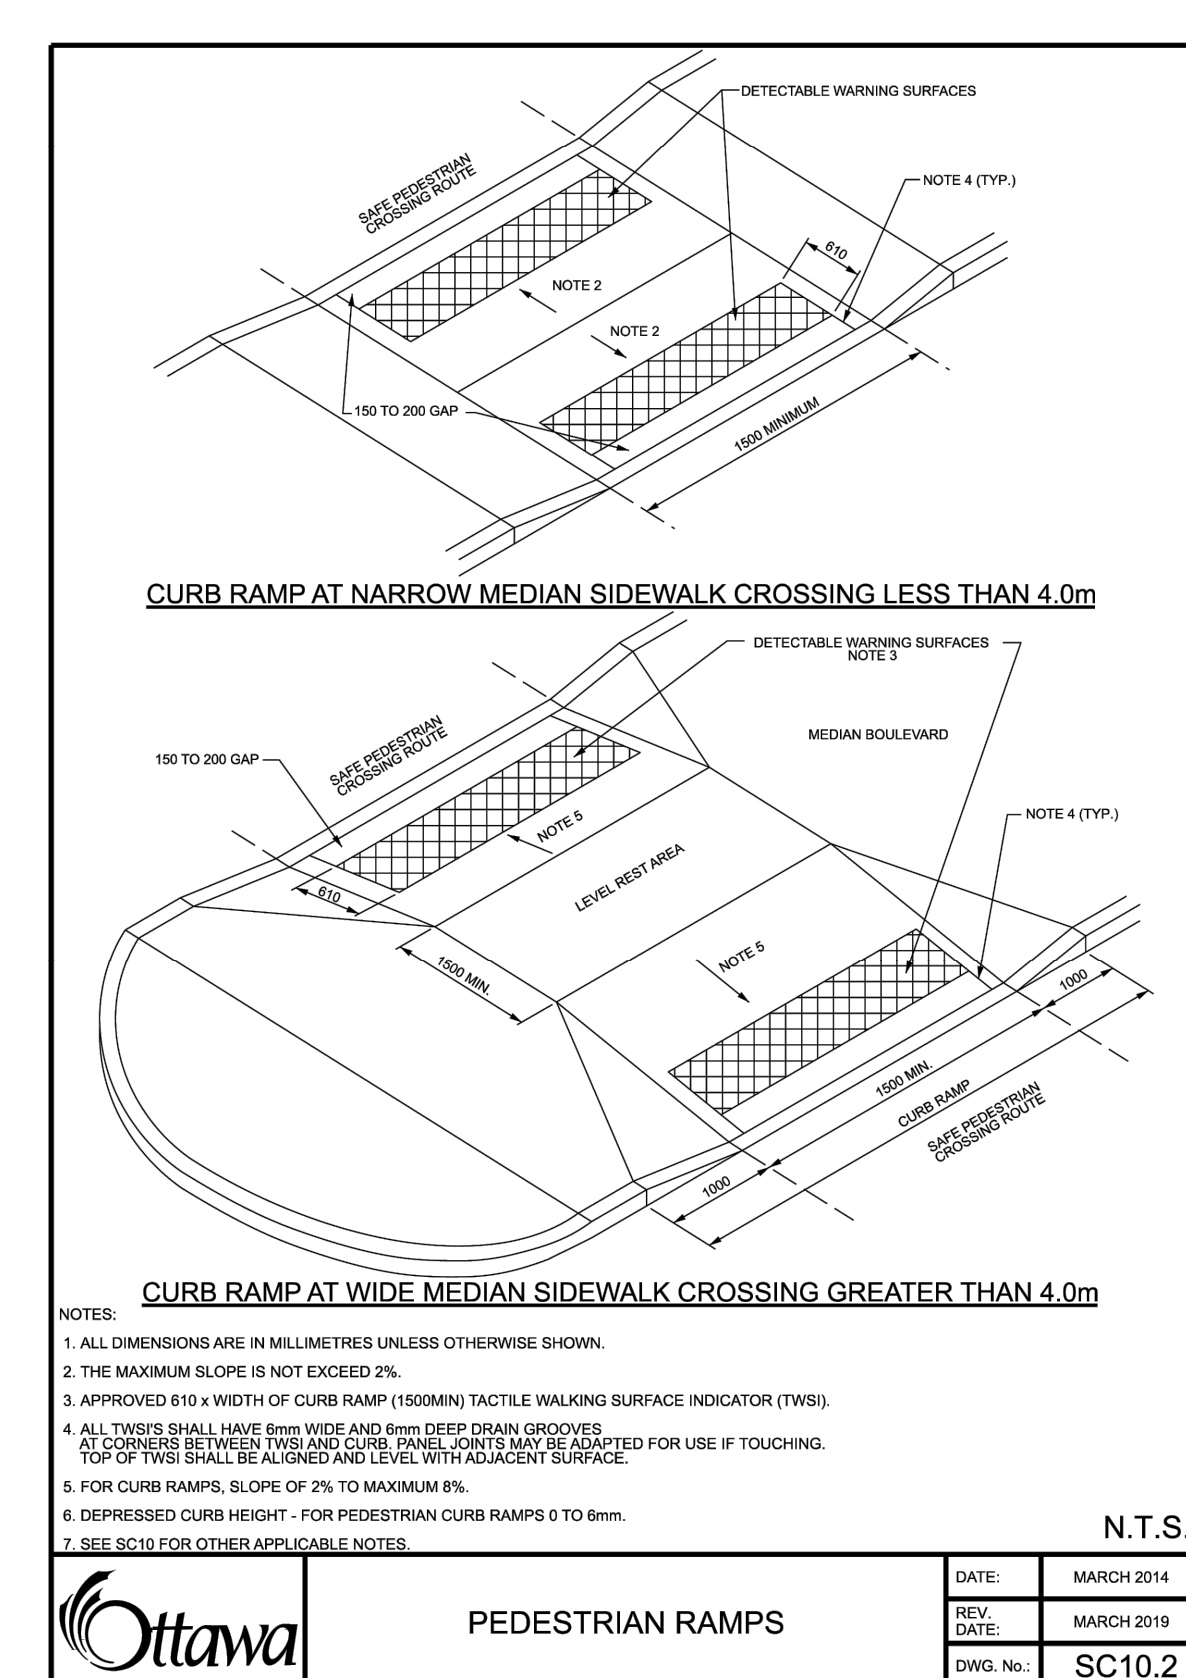 DETECTABLE WARNING SURFACES
SAFE PEDESTRIAN
CROSSING ROUTE
NOTE 4 (TYP.)
610
NOTE 2
NOTE 2
150 TO 200 GAP
1500 MINIMUM
CURB RAMP AT NARROW MEDIAN SIDEWALK CROSSING LESS THAN 4.0m
DETECTABLE WARNING SURFACES
NOTE 3
SAFE PEDESTRIAN
CROSSING ROUTE
MEDIAN BOULEVARD
150 TO 200 GAP
NOTE 4 (TYP.)
NOTE 5
LEVEL REST AREA
610
1500 MIN.
NOTE 5
1000
1500 MIN.
CURB RAMP
SAFE PEDESTRIAN
CROSSING ROUTE
1000
CURB RAMP AT WIDE MEDIAN SIDEWALK CROSSING GREATER THAN 4.0m
NOTES:
1. ALL DIMENSIONS ARE IN MILLIMETRES UNLESS OTHERWISE SHOWN.
2. THE MAXIMUM SLOPE IS NOT EXCEED 2%.
3. APPROVED 610 x WIDTH OF CURB RAMP (1500MIN) TACTILE WALKING SURFACE INDICATOR (TWSI).
4. ALL TWSI'S SHALL HAVE 6mm WIDE AND 6mm DEEP DRAIN GROOVES
AT CORNERS BETWEEN TWSI AND CURB. PANEL JOINTS MAY BE ADAPTED FOR USE IF TOUCHING.
TOP OF TWSI SHALL BE ALIGNED AND LEVEL WITH ADJACENT SURFACE.
5. FOR CURB RAMPS, SLOPE OF 2% TO MAXIMUM 8%.
6. DEPRESSED CURB HEIGHT - FOR PEDESTRIAN CURB RAMPS 0 TO 6mm.
7. SEE SC10 FOR OTHER APPLICABLE NOTES.
N.T.S.
Ottawa
PEDESTRIAN RAMPS
DATE: MARCH 2014
REV.
DATE: MARCH 2019
DWG. No.: SC10.2